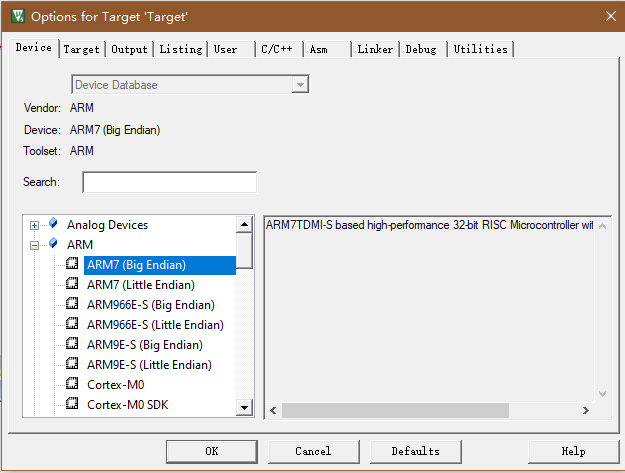 Options for Target 'Target'
Device Target Output Listing User C/C++ Asm Linker Debug Utilities
Device Database
Vendor: ARM
Device: ARM7 (Big Endian)
Toolset: ARM
Search:
Analog Devices
ARM
ARM7 (Big Endian)
ARM7 (Little Endian)
ARM966E-S (Big Endian)
ARM966E-S (Little Endian)
ARM9E-S (Big Endian)
ARM9E-S (Little Endian)
Cortex-M0
Cortex-M0 SDK
ARM7TDMI-S based high-performance 32-bit RISC Microcontroller wit
OK Cancel Defaults Help